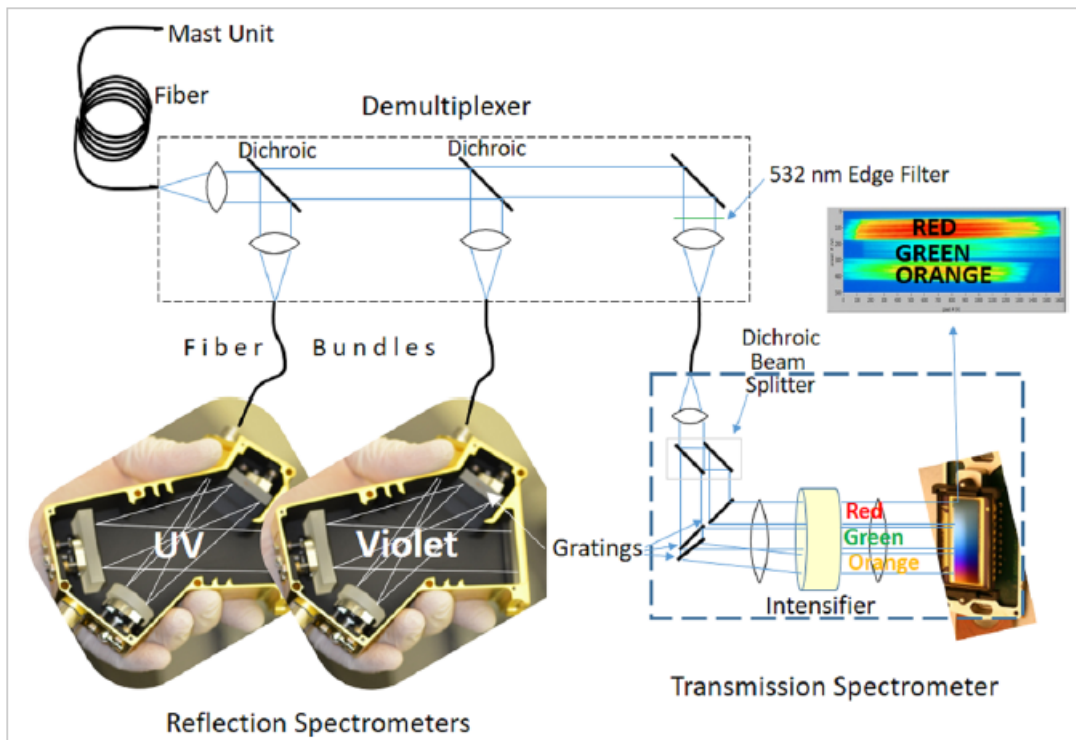 Mast Unit
Fiber
Demultiplexer
Dichroic
Dichroic
532 nm Edge Filter
RED
GREEN
ORANGE
Fiber Bundles
Dichroic
Beam
Splitter
UV
Violet
Gratings
Red
Green
Orange
Intensifier
Transmission Spectrometer
Reflection Spectrometers